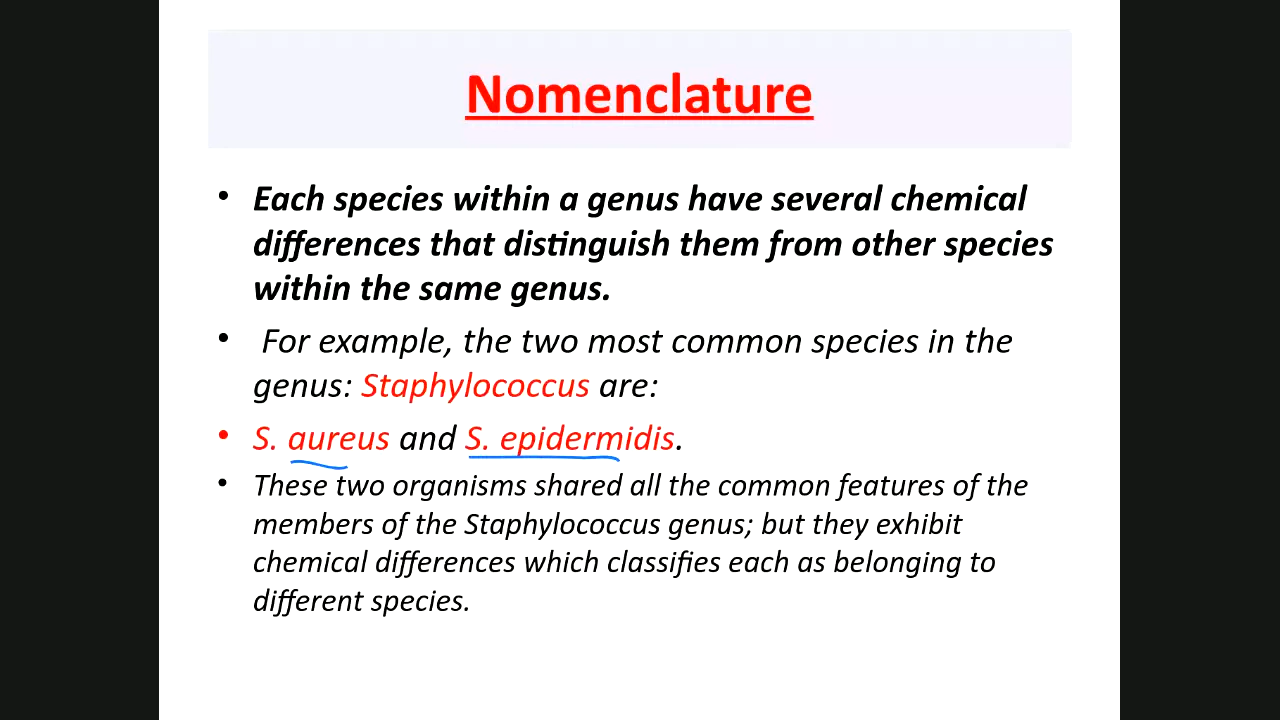 Nomenclature
• Each species within a genus have several chemical
differences that distinguish them from other species
within the same genus.
• For example, the two most common species in the
genus: Staphylococcus are:
• S. aureus and S. epidermidis.
• These two organisms shared all the common features of the
members of the Staphylococcus genus; but they exhibit
chemical differences which classifies each as belonging to
different species.